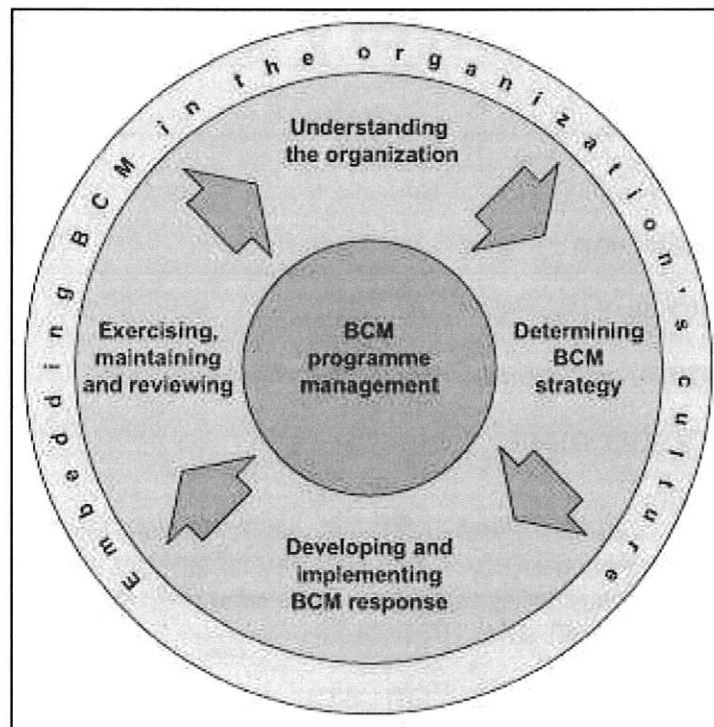 Embedding BCM in the organization's culture
Understanding
the organization
Exercising,
maintaining
and reviewing
BCM
programme
management
Determining
BCM
strategy
Developing and
implementing
BCM response